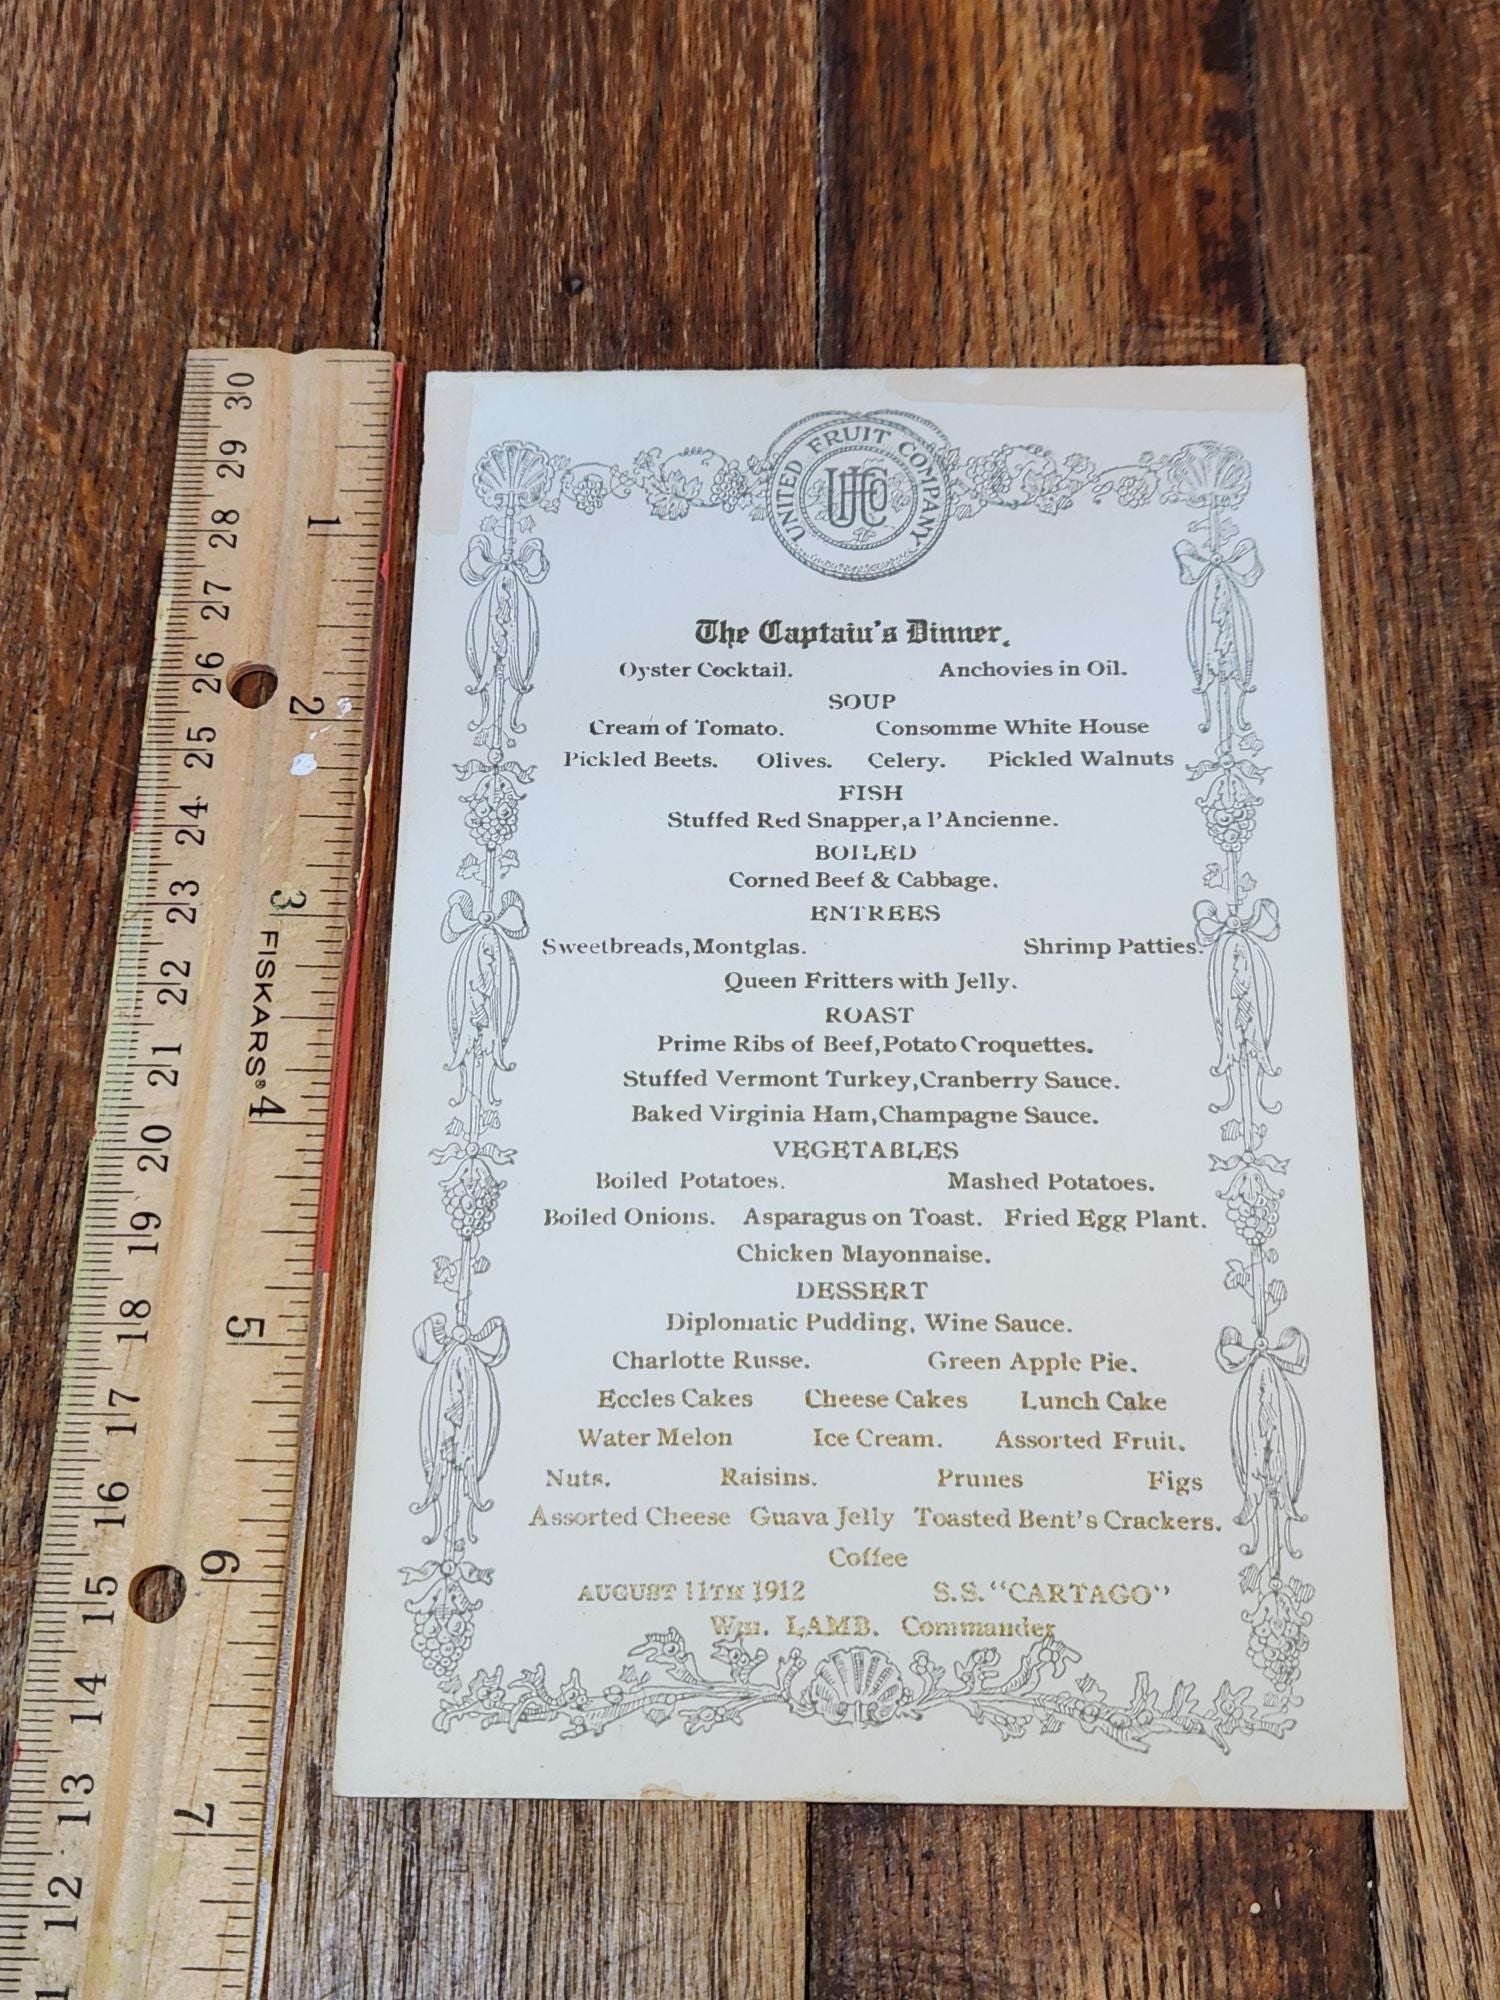 UNITED FRUIT COMPANY
UFCO
The Captain's Dinner.
Oyster Cocktail. Anchovies in Oil.
SOUP
Cream of Tomato. Consomme White House
Pickled Beets. Olives. Celery. Pickled Walnuts
FISH
Stuffed Red Snapper,a l'Ancienne.
BOILED
Corned Beef & Cabbage.
ENTREES
Sweetbreads,Montglas. Shrimp Patties.
Queen Fritters with Jelly.
ROAST
Prime Ribs of Beef,Potato Croquettes.
Stuffed Vermont Turkey,Cranberry Sauce.
Baked Virginia Ham,Champagne Sauce.
VEGETABLES
Boiled Potatoes. Mashed Potatoes.
Boiled Onions. Asparagus on Toast. Fried Egg Plant.
Chicken Mayonnaise.
DESSERT
Diplomatic Pudding, Wine Sauce.
Charlotte Russe. Green Apple Pie.
Eccles Cakes Cheese Cakes Lunch Cake
Water Melon Ice Cream. Assorted Fruit.
Nuts. Raisins. Prunes Figs
Assorted Cheese Guava Jelly Toasted Bent's Crackers.
Coffee
AUGUST 11TH 1912 S.S. "CARTAGO"
Wm. LAMB. Commander
30 29 28 27 26 25 24 23 22 21 20 19 18 17 16 15 14 13 12 11
1 2 3 4 5 6 7
FISKARS®